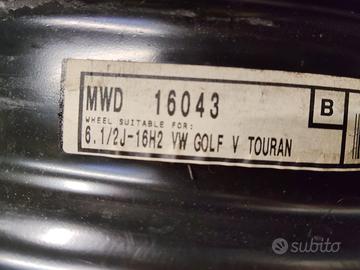 MWD 16043
B
WHEEL SUITABLE FOR:
6.1/2J-16H2 VW GOLF V TOURAN
subito